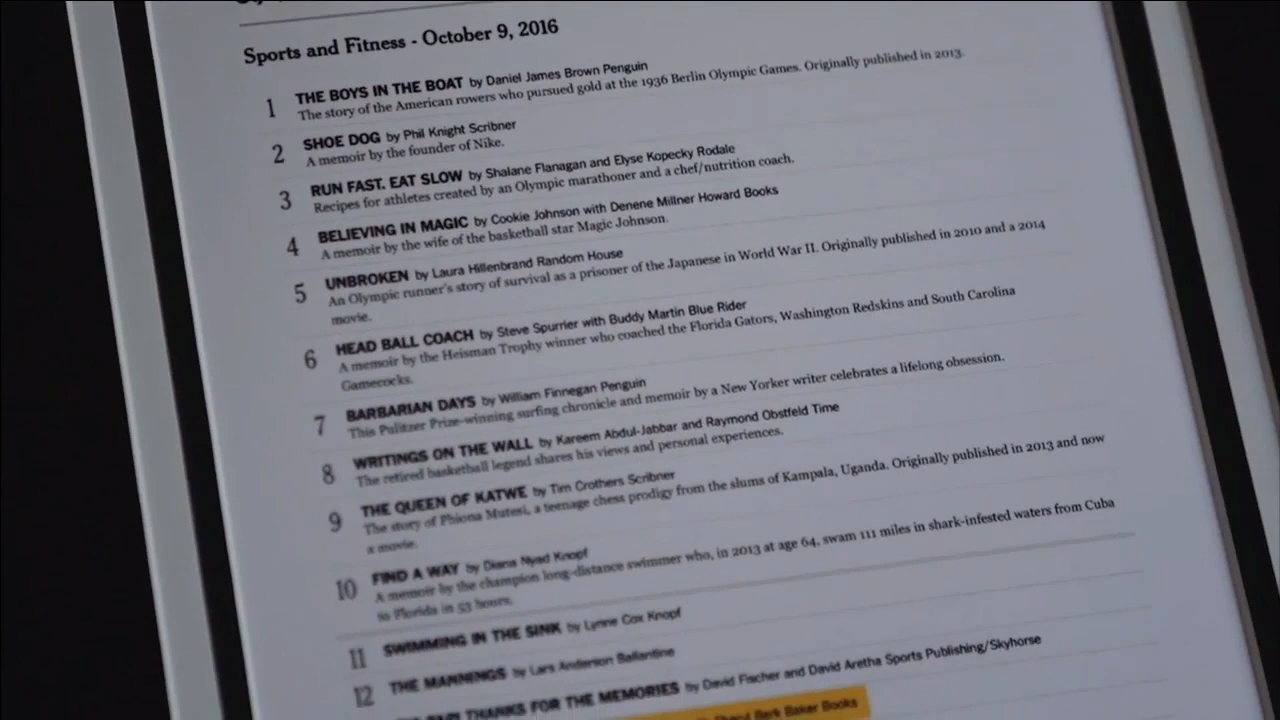 Sports and Fitness - October 9, 2016
1 THE BOYS IN THE BOAT by Daniel James Brown Penguin
The story of the American rowers who pursued gold at the 1936 Berlin Olympic Games. Originally published in 2013.
2 SHOE DOG by Phil Knight Scribner
A memoir by the founder of Nike.
3 RUN FAST. EAT SLOW by Shalane Flanagan and Elyse Kopecky Rodale
Recipes for athletes created by an Olympic marathoner and a chef/nutrition coach.
4 BELIEVING IN MAGIC by Cookie Johnson with Denene Millner Howard Books
A memoir by the wife of the basketball star Magic Johnson.
5 UNBROKEN by Laura Hillenbrand Random House
An Olympic runner's story of survival as a prisoner of the Japanese in World War II. Originally published in 2010 and a 2014
movie.
6 HEAD BALL COACH by Steve Spurrier with Buddy Martin Blue Rider
A memoir by the Heisman Trophy winner who coached the Florida Gators, Washington Redskins and South Carolina
Gamecocks.
7 BARBARIAN DAYS by William Finnegan Penguin
This Pulitzer Prize-winning surfing chronicle and memoir by a New Yorker writer celebrates a lifelong obsession.
8 WRITINGS ON THE WALL by Kareem Abdul-Jabbar and Raymond Obstfeld Time
The retired basketball legend shares his views and personal experiences.
9 THE QUEEN OF KATWE by Tim Crothers Scribner
The story of Phiona Mutesi, a teenage chess prodigy from the slums of Kampala, Uganda. Originally published in 2013 and now
a movie.
10 FIND A WAY by Diana Nyad Knopf
A memoir by the champion long-distance swimmer who, in 2013 at age 64, swam 111 miles in shark-infested waters from Cuba
to Florida in 53 hours.
11 SWIMMING IN THE SINK by Lynne Cox Knopf
12 THE MANNINGS by Lars Anderson Ballantine
THANKS FOR THE MEMORIES by David Fischer and David Aretha Sports Publishing/Skyhorse
Berk Baker Books